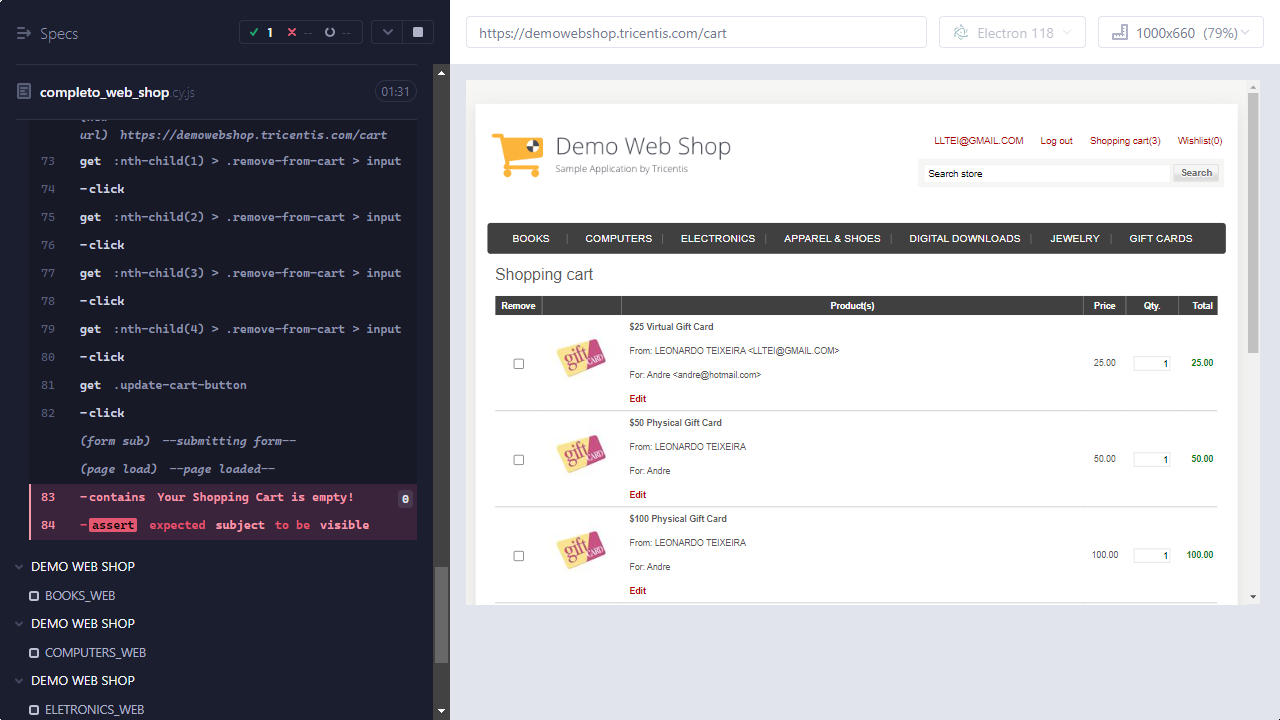 Specs
1
--
--
completo_web_shop.cy.js
01:31
url) https://demowebshop.tricentis.com/cart
73 get :nth-child(1) > .remove-from-cart > input
74 -click
75 get :nth-child(2) > .remove-from-cart > input
76 -click
77 get :nth-child(3) > .remove-from-cart > input
78 -click
79 get :nth-child(4) > .remove-from-cart > input
80 -click
81 get .update-cart-button
82 -click
(form sub) --submitting form--
(page load) --page loaded--
83 -contains Your Shopping Cart is empty! 0
84 -assert expected subject to be visible
DEMO WEB SHOP
BOOKS_WEB
DEMO WEB SHOP
COMPUTERS_WEB
DEMO WEB SHOP
ELETRONICS_WEB
https://demowebshop.tricentis.com/cart
Electron 118
1000x660 (79%)
Demo Web Shop
Sample Application by Tricentis
LLTEI@GMAIL.COM Log out Shopping cart(3) Wishlist(0)
Search store Search
BOOKS | COMPUTERS | ELECTRONICS | APPAREL & SHOES | DIGITAL DOWNLOADS | JEWELRY | GIFT CARDS
Shopping cart
Remove Product(s) Price Qty. Total
$25 Virtual Gift Card
From: LEONARDO TEIXEIRA <LLTEI@GMAIL.COM>
gift CARD 25.00 1 25.00
For: Andre <andre@hotmail.com>
Edit
$50 Physical Gift Card
From: LEONARDO TEIXEIRA
gift CARD 50.00 1 50.00
For: Andre
Edit
$100 Physical Gift Card
From: LEONARDO TEIXEIRA
gift CARD 100.00 1 100.00
For: Andre
Edit